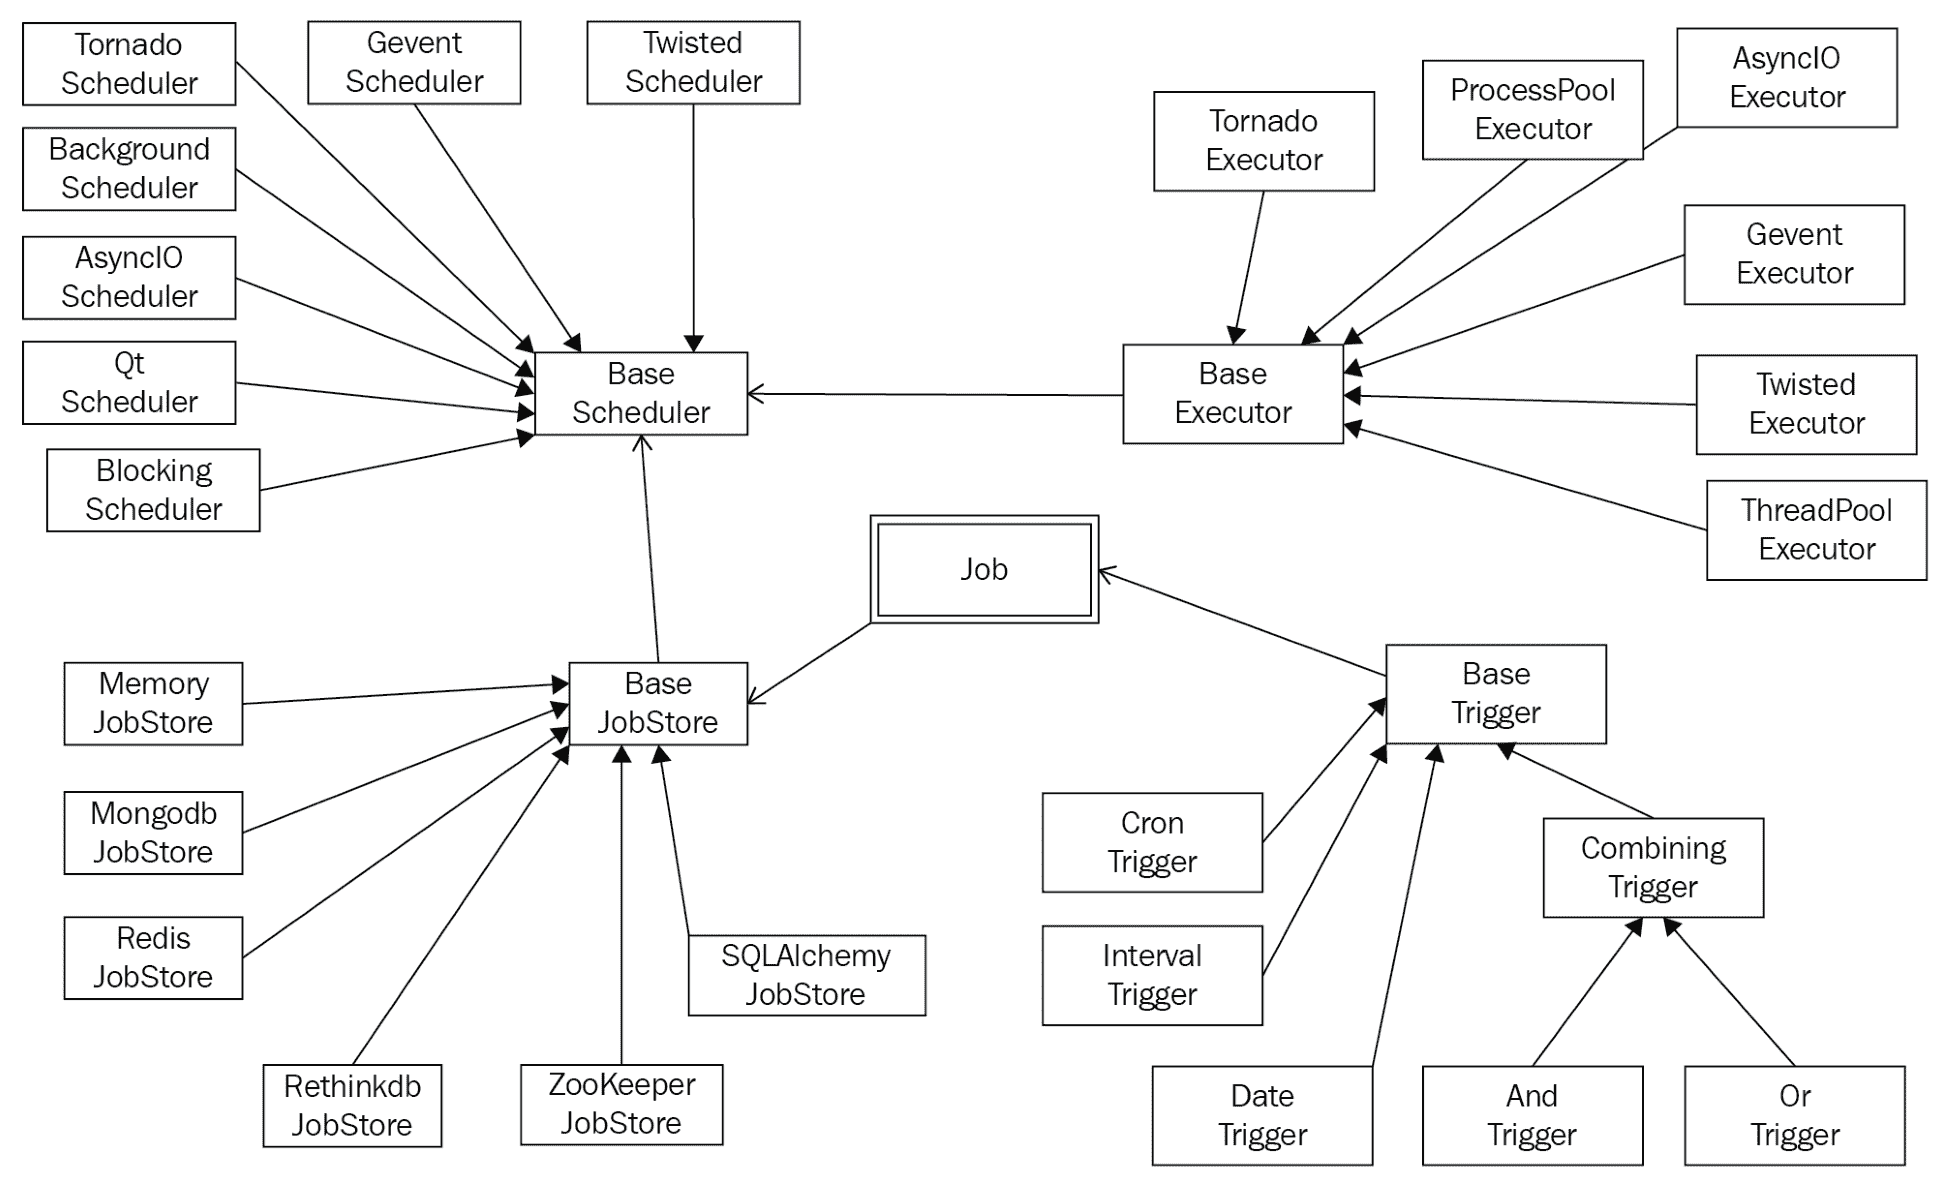 Tornado
Scheduler
Gevent
Scheduler
Twisted
Scheduler
Background
Scheduler
AsyncIO
Scheduler
Qt
Scheduler
Blocking
Scheduler
Base
Scheduler
Tornado
Executor
ProcessPool
Executor
AsyncIO
Executor
Gevent
Executor
Base
Executor
Twisted
Executor
ThreadPool
Executor
Job
Memory
JobStore
Base
JobStore
Mongodb
JobStore
Redis
JobStore
Rethinkdb
JobStore
ZooKeeper
JobStore
SQLAlchemy
JobStore
Base
Trigger
Cron
Trigger
Combining
Trigger
Interval
Trigger
Date
Trigger
And
Trigger
Or
Trigger